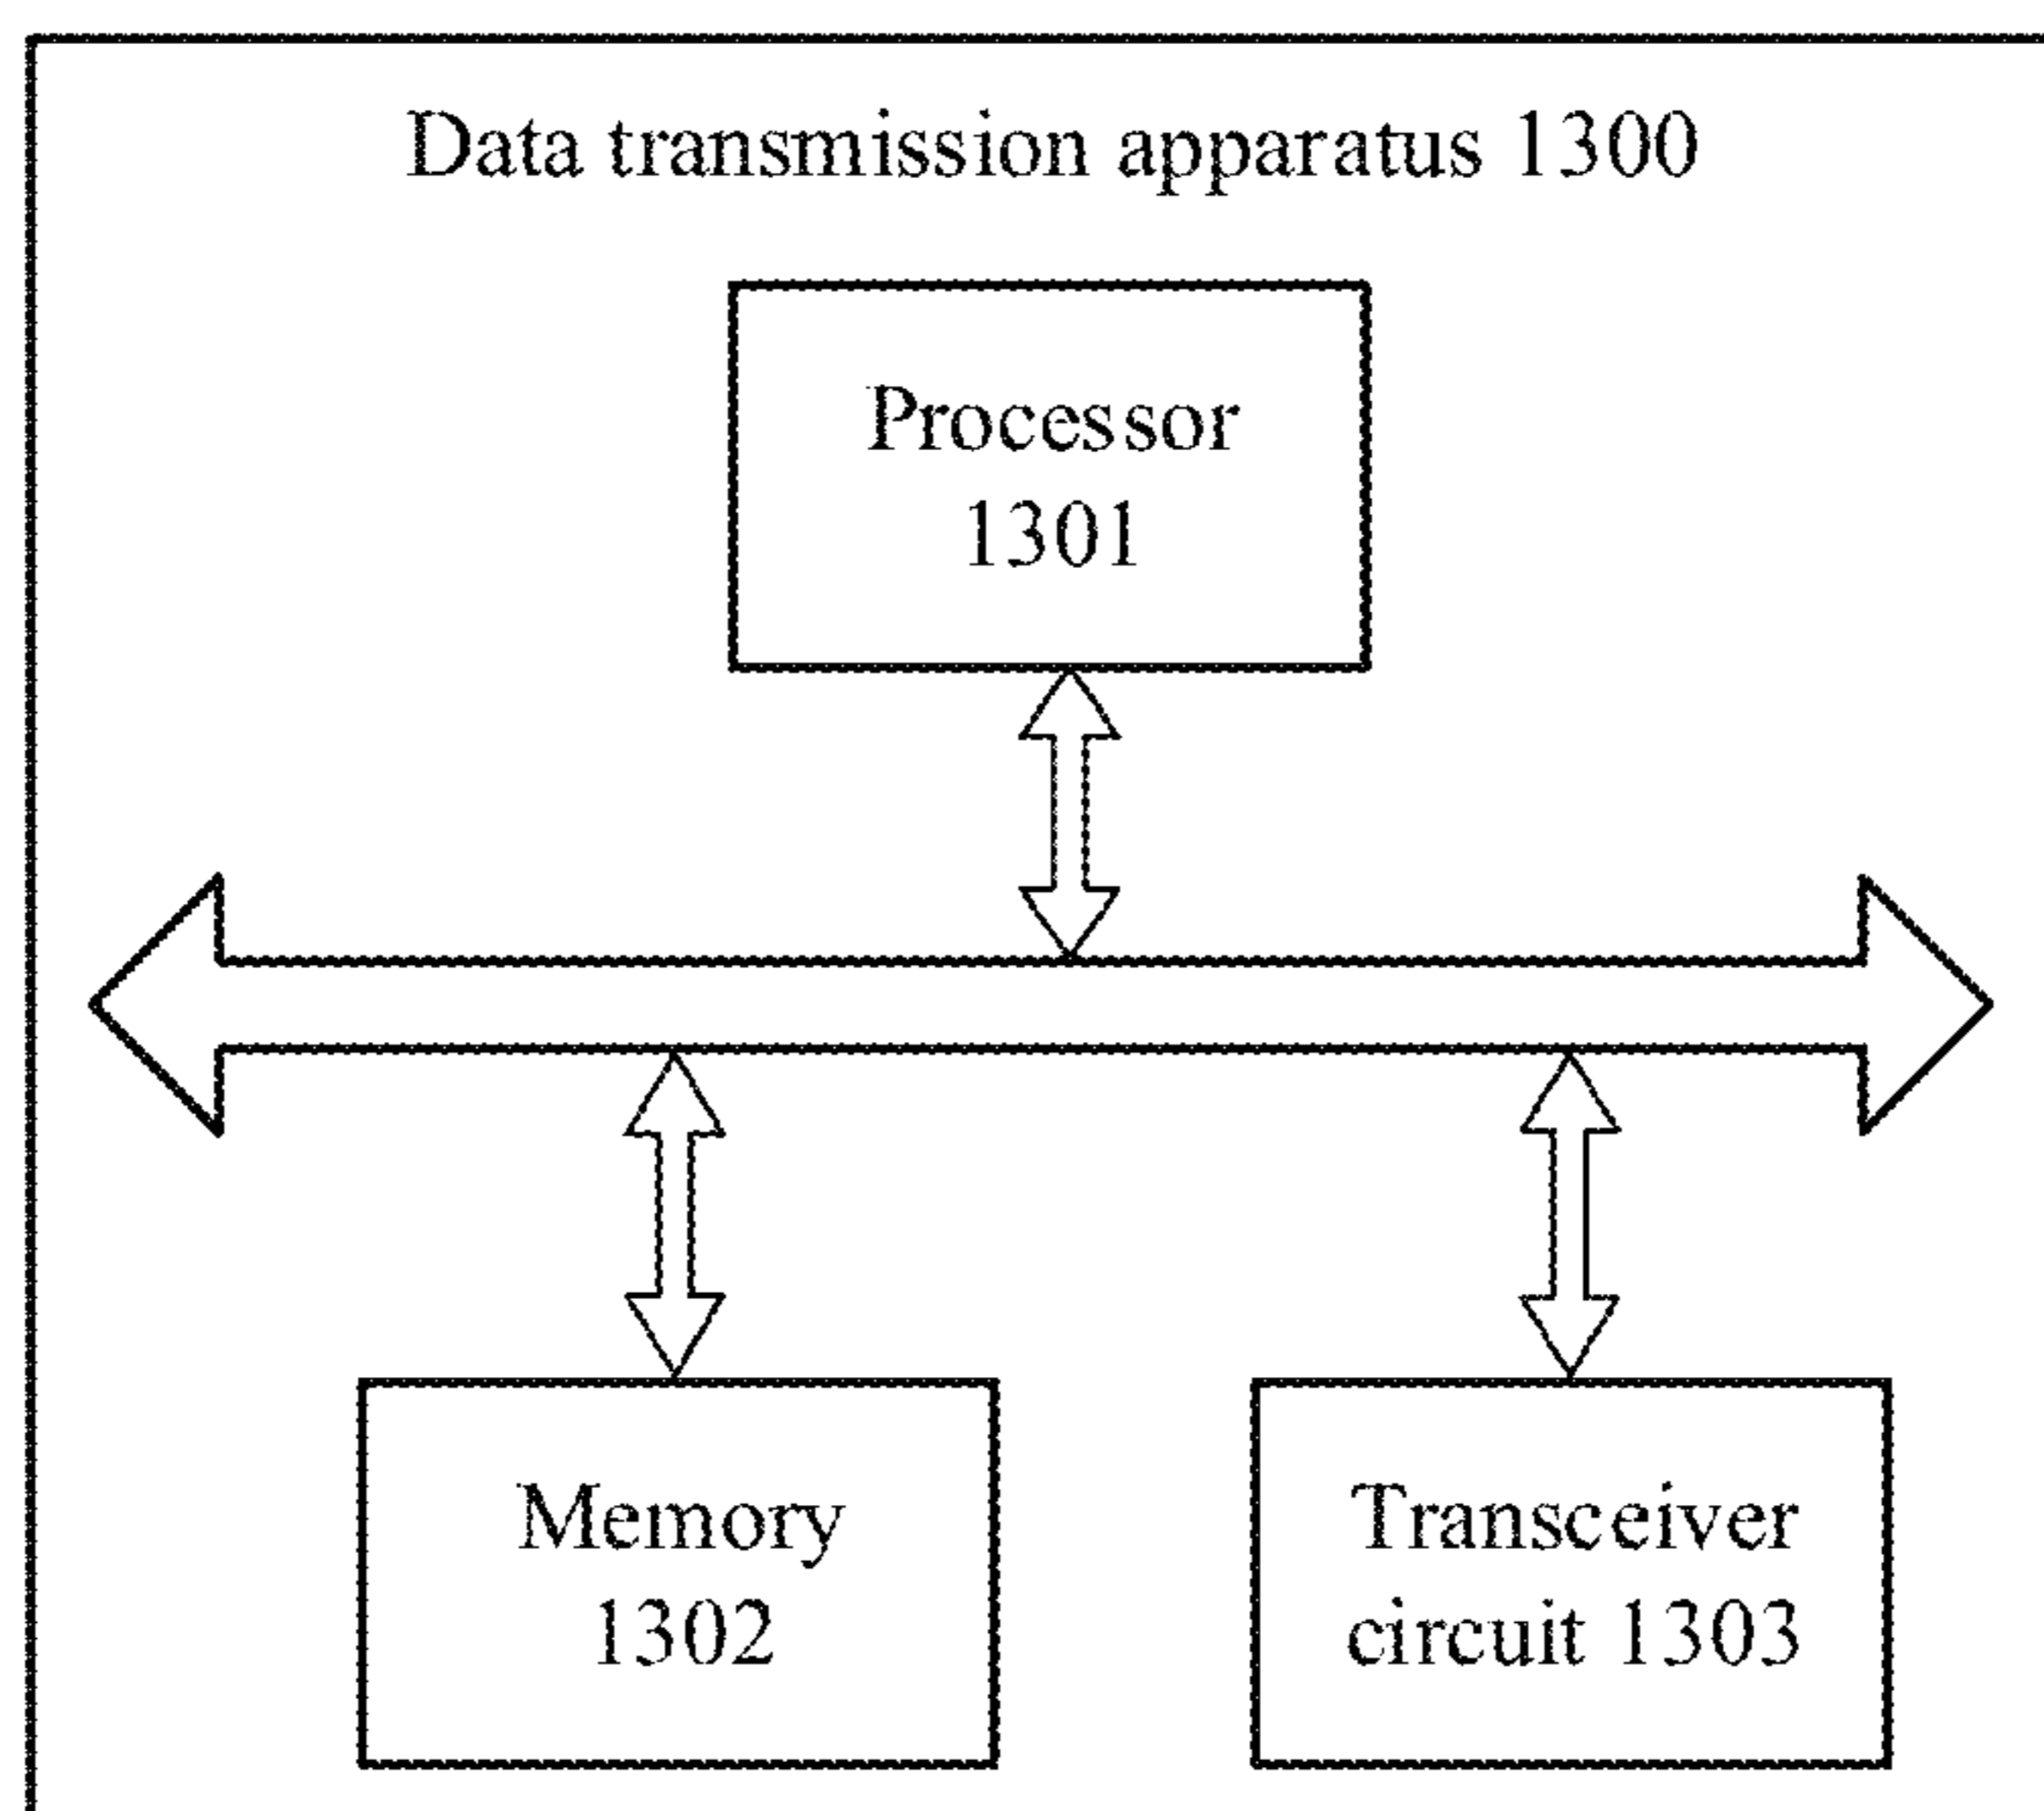 Data transmission apparatus 1300
Processor
1301
Memory
1302
Transceiver
circuit 1303